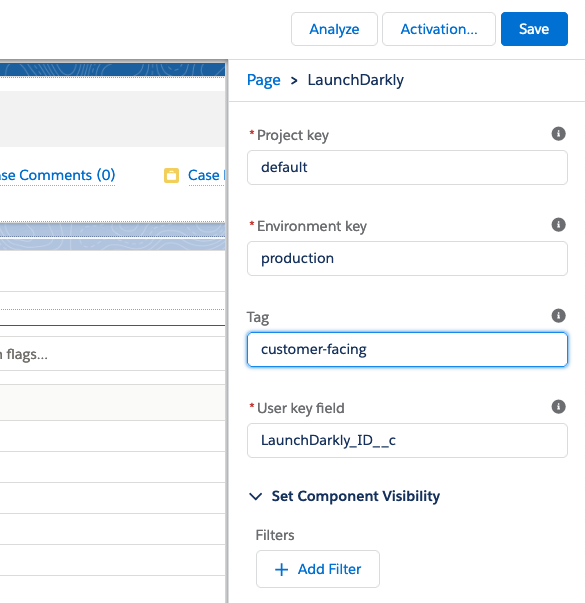 Analyze
Activation...
Save
Page > LaunchDarkly
* Project key
default
se Comments (0)
Case
* Environment key
production
Tag
flags...
customer-facing
* User key field
LaunchDarkly_ID__c
Set Component Visibility
Filters
+ Add Filter